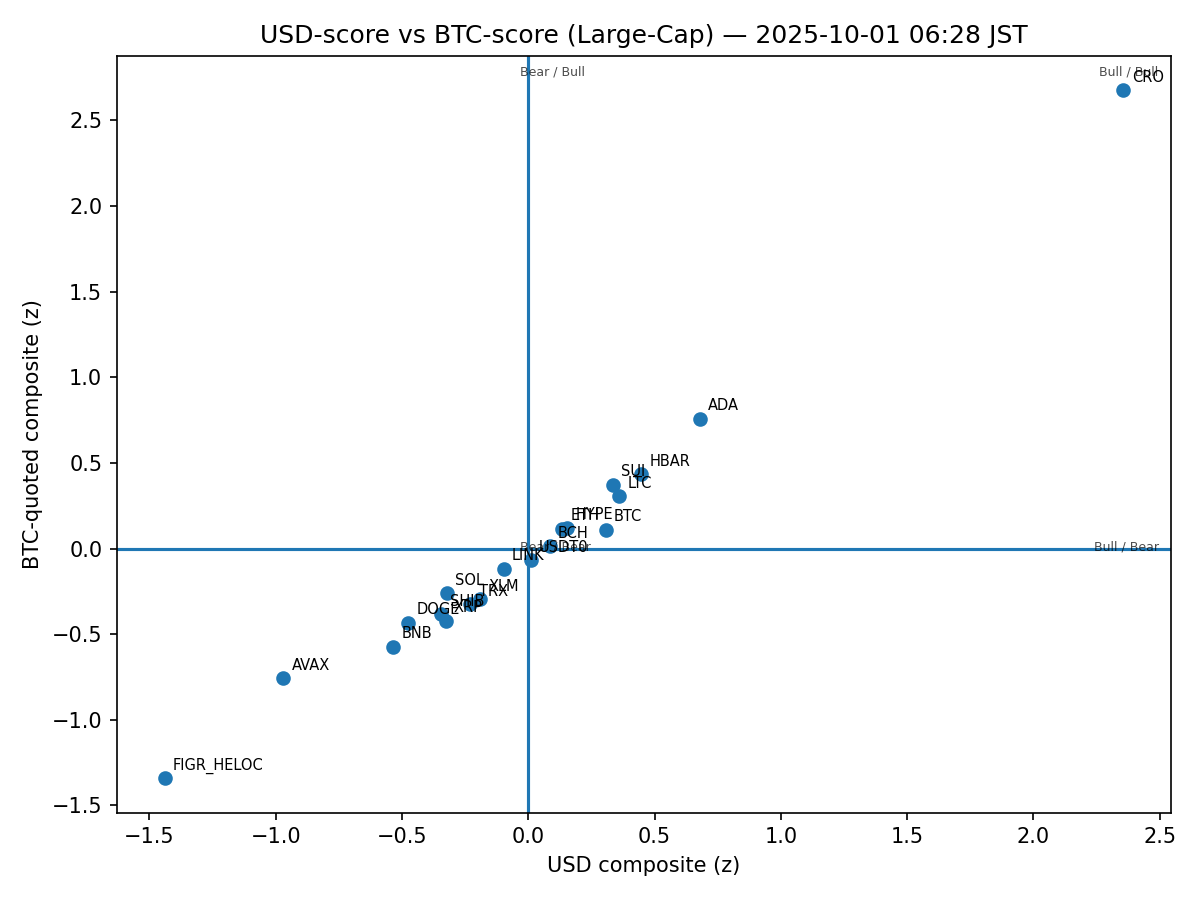 USD-score vs BTC-score (Large-Cap) — 2025-10-01 06:28 JST
Bear / Bull
Bull / Bull
CRO
2.5
2.0
1.5
1.0
ADA
0.5
HBAR
SUI
LTC
ETH
HYPE
BTC
BCH
0.0
Bear / Bear
USDT0
Bull / Bear
LINK
SOL
XLM
TRX
SHIB
XRP
DOGE
−0.5
BNB
AVAX
−1.0
FIGR_HELOC
−1.5
−1.5
−1.0
−0.5
0.0
0.5
1.0
1.5
2.0
2.5
USD composite (z)
BTC-quoted composite (z)